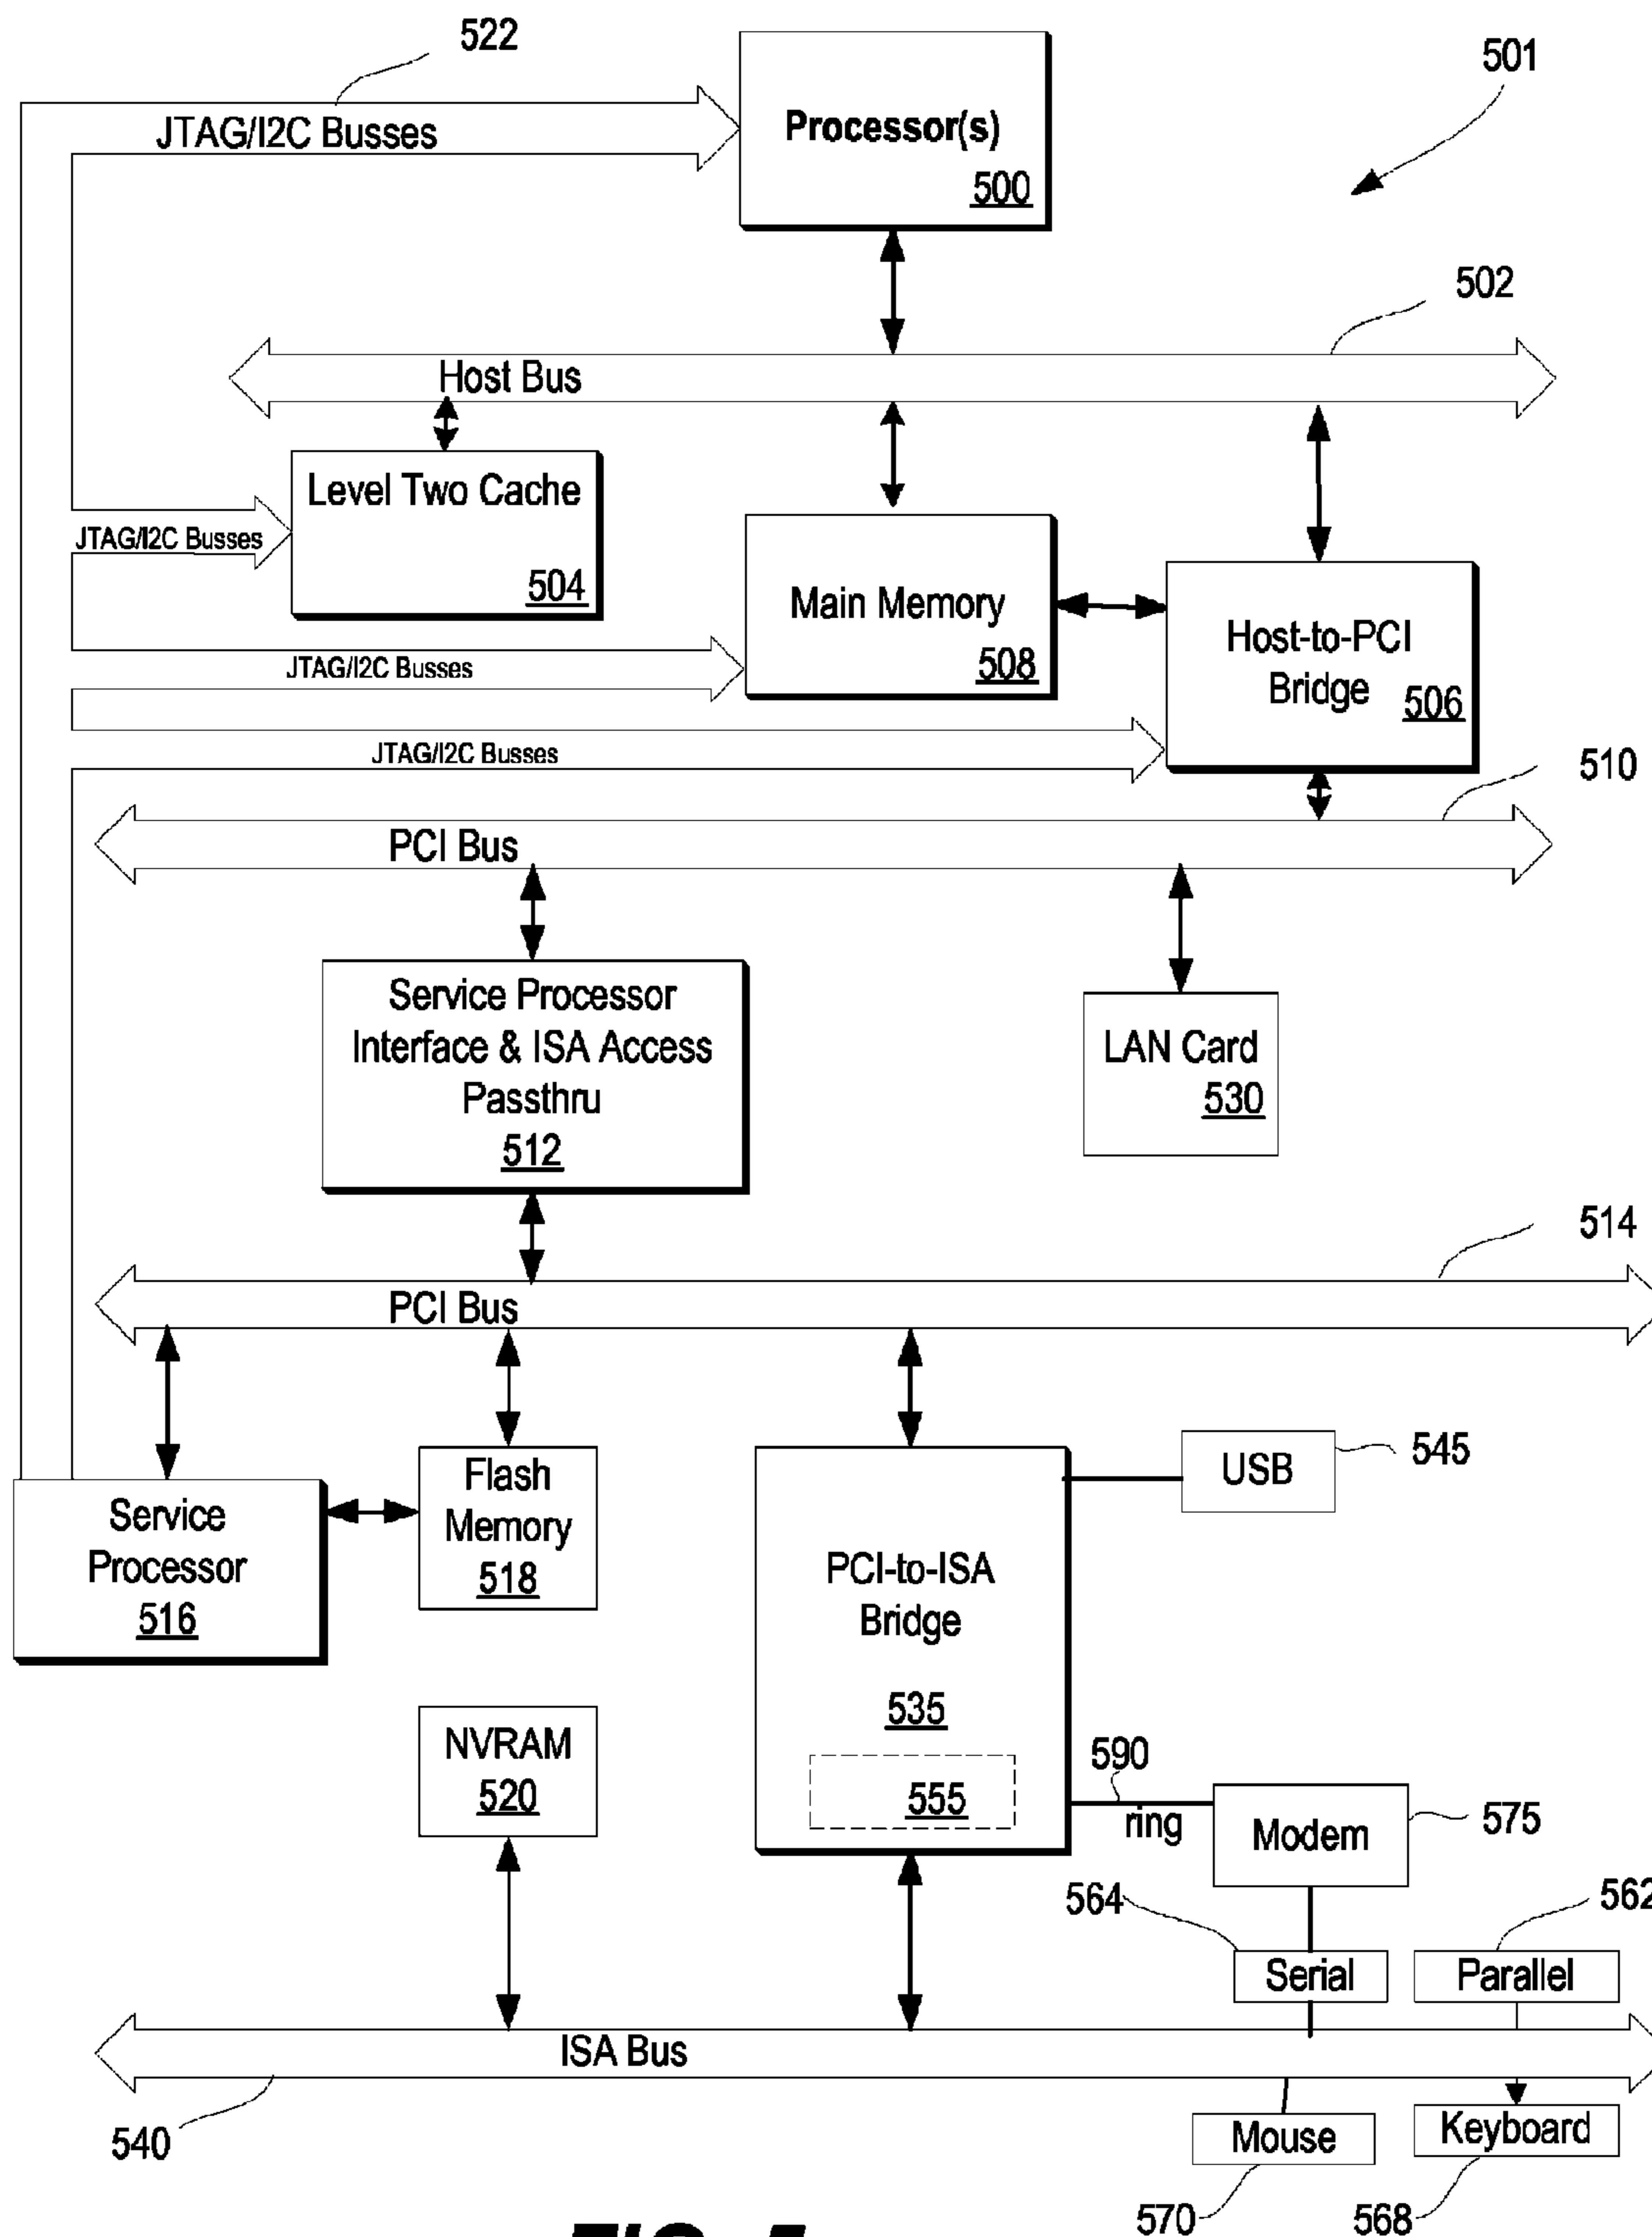 522
501
JTAG/I2C Busses
Processor(s)
500
502
Host Bus
Level Two Cache
504
JTAG/I2C Busses
Main Memory
508
Host-to-PCI
Bridge
506
JTAG/I2C Busses
JTAG/I2C Busses
510
PCI Bus
Service Processor
Interface & ISA Access
Passthru
512
LAN Card
530
514
PCI Bus
Service
Processor
516
Flash
Memory
518
USB
545
PCI-to-ISA
Bridge
535
555
NVRAM
520
590
ring
Modem
575
564
562
Serial
Parallel
ISA Bus
540
Mouse
Keyboard
570
568